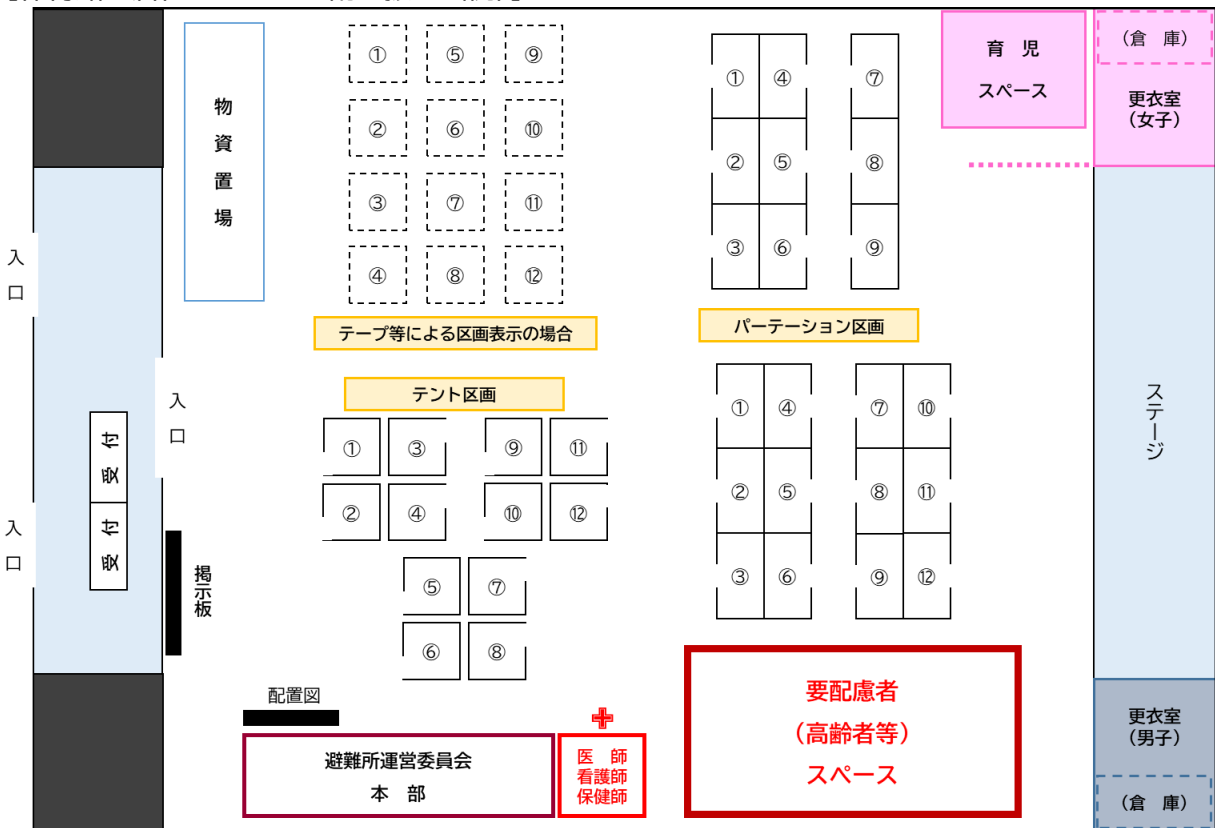 物
資
置
場
①
⑤
⑨
②
⑥
⑩
③
⑦
⑪
④
⑧
⑫
テープ等による区画表示の場合
①
④
⑦
②
⑤
⑧
③
⑥
⑨
パーテーション区画
育 児
スペース
(倉 庫)
更衣室
(女子)
入
口
入
口
入
口
受 付
受 付
掲示板
テント区画
①
③
⑨
⑪
②
④
⑩
⑫
⑤
⑦
⑥
⑧
①
④
⑦
⑩
②
⑤
⑧
⑪
③
⑥
⑨
⑫
ステージ
配置図
避難所運営委員会
本 部
医 師
看護師
保健師
要配慮者
(高齢者等)
スペース
更衣室
(男子)
(倉 庫)